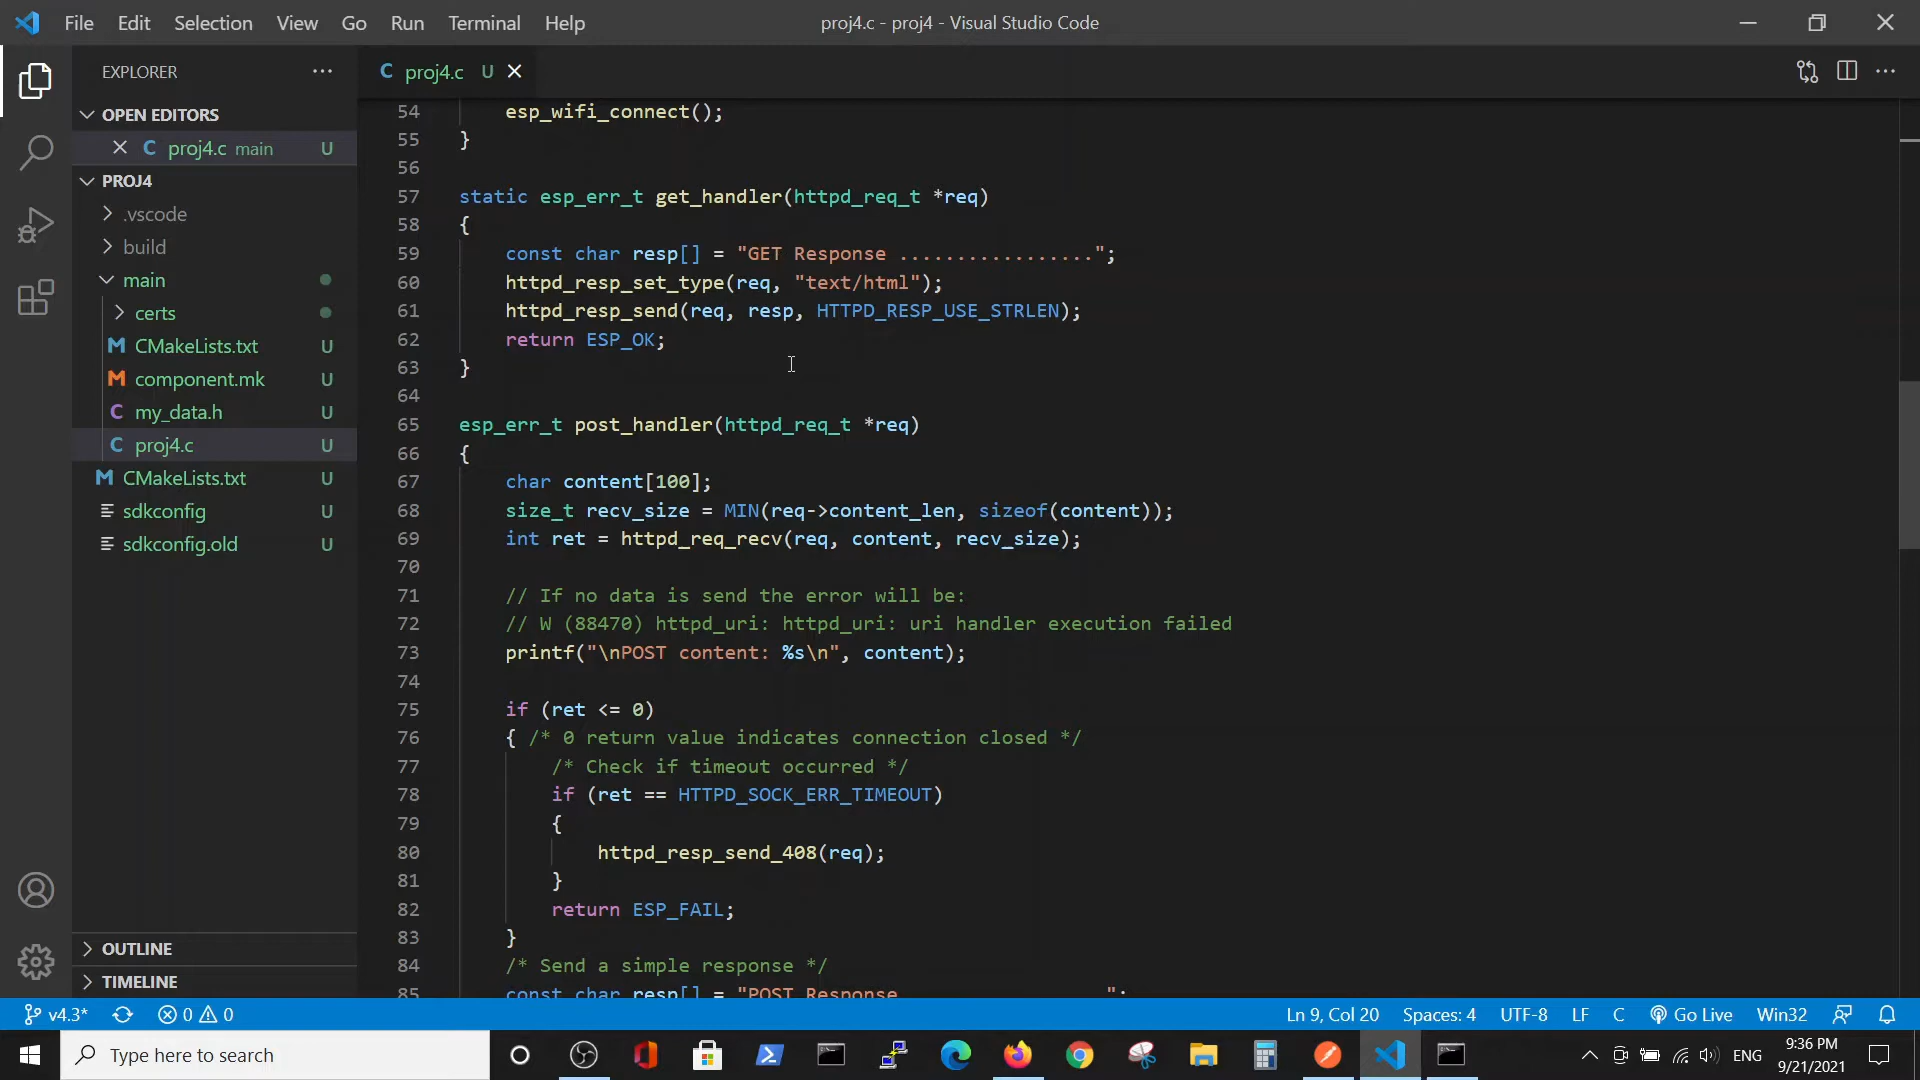 File Edit Selection View Go Run Terminal Help
proj4.c - proj4 - Visual Studio Code
EXPLORER
proj4.c U
OPEN EDITORS
proj4.c main U
PROJ4
.vscode
build
main
certs
CMakeLists.txt U
component.mk U
my_data.h U
proj4.c U
CMakeLists.txt U
sdkconfig U
sdkconfig.old U
OUTLINE
TIMELINE
54 esp_wifi_connect();
55 }
56
57 static esp_err_t get_handler(httpd_req_t *req)
58 {
59 const char resp[] = "GET Response .................";
60 httpd_resp_set_type(req, "text/html");
61 httpd_resp_send(req, resp, HTTPD_RESP_USE_STRLEN);
62 return ESP_OK;
63 }
64
65 esp_err_t post_handler(httpd_req_t *req)
66 {
67 char content[100];
68 size_t recv_size = MIN(req->content_len, sizeof(content));
69 int ret = httpd_req_recv(req, content, recv_size);
70
71 // If no data is send the error will be:
72 // W (88470) httpd_uri: httpd_uri: uri handler execution failed
73 printf("\nPOST content: %s\n", content);
74
75 if (ret <= 0)
76 { /* 0 return value indicates connection closed */
77 /* Check if timeout occurred */
78 if (ret == HTTPD_SOCK_ERR_TIMEOUT)
79 {
80 httpd_resp_send_408(req);
81 }
82 return ESP_FAIL;
83 }
84 /* Send a simple response */
85 const char resp[] = "POST Response ";
v4.3* 0 0 Ln 9, Col 20 Spaces: 4 UTF-8 LF C Go Live Win32
Type here to search
ENG
9:36 PM
9/21/2021